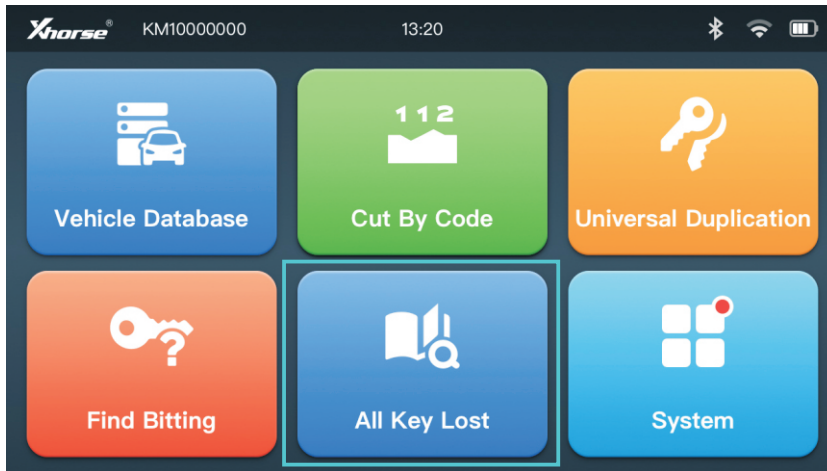 Xhorse® KM10000000 13:20
112
Vehicle Database Cut By Code Universal Duplication
?
Find Bitting All Key Lost System